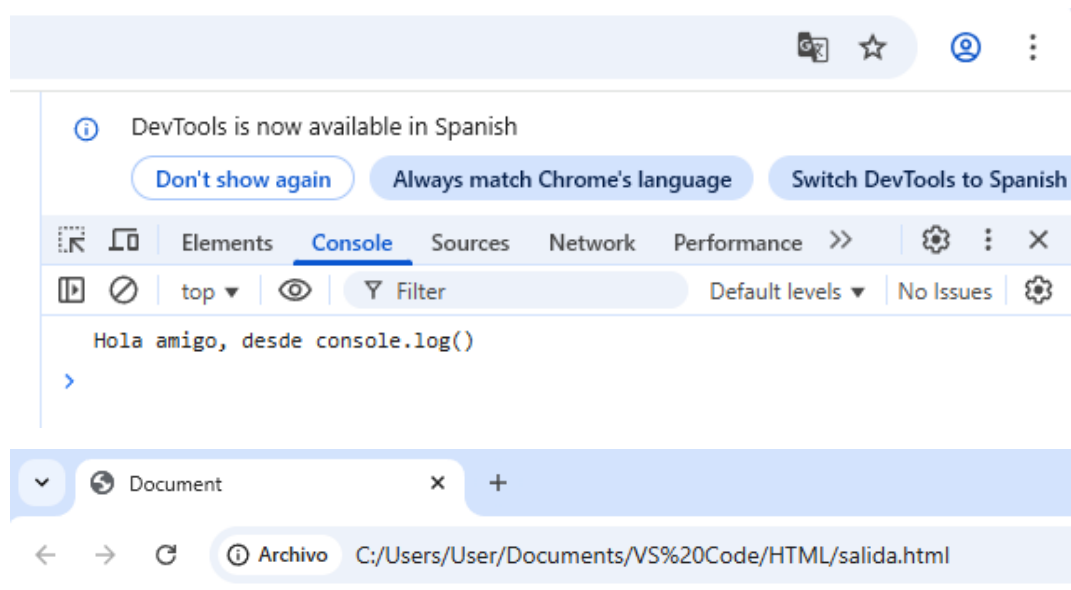 DevTools is now available in Spanish
Don't show again Always match Chrome's language Switch DevTools to Spanish
Elements Console Sources Network Performance
top Filter Default levels No Issues
Hola amigo, desde console.log()
Document
Archivo C:/Users/User/Documents/VS%20Code/HTML/salida.html